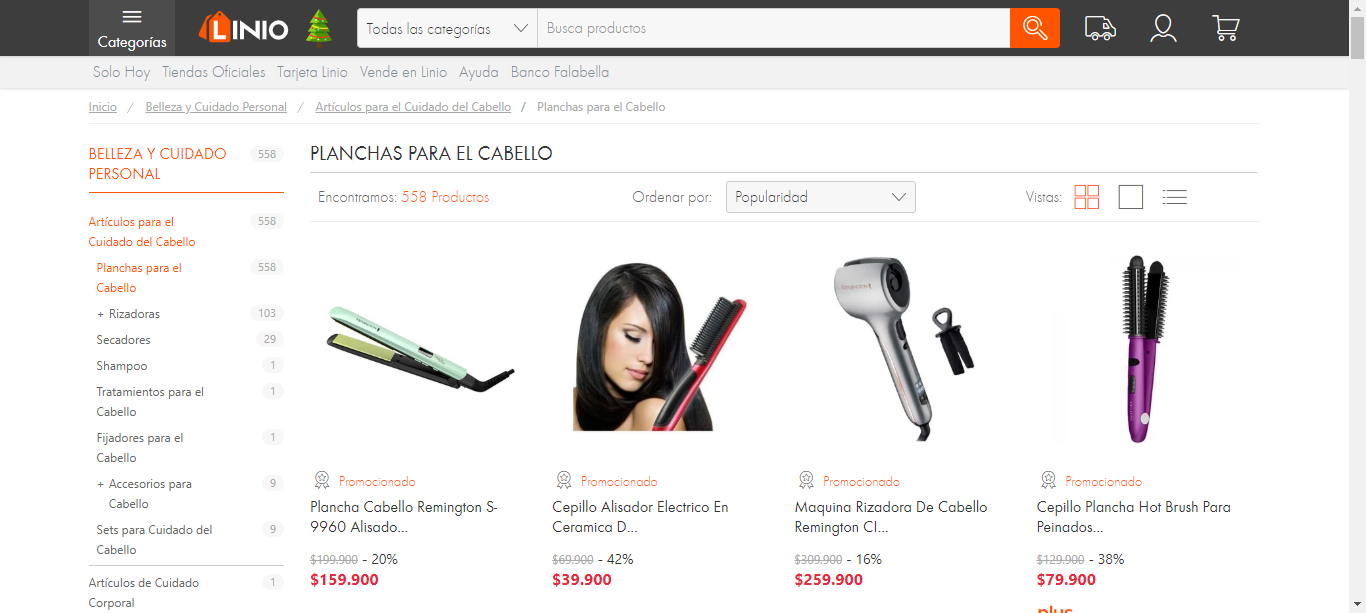 Categorías
LINIO
Todas las categorías
Busca productos
Solo Hoy Tiendas Oficiales Tarjeta Linio Vende en Linio Ayuda Banco Falabella
Inicio / Belleza y Cuidado Personal / Artículos para el Cuidado del Cabello / Planchas para el Cabello
BELLEZA Y CUIDADO 558
PERSONAL
Artículos para el 558
Cuidado del Cabello
Planchas para el 558
Cabello
+ Rizadoras 103
Secadores 29
Shampoo 1
Tratamientos para el 1
Cabello
Fijadores para el 1
Cabello
+ Accesorios para 9
Cabello
Sets para Cuidado del 9
Cabello
Artículos de Cuidado 1
Corporal
PLANCHAS PARA EL CABELLO
Encontramos: 558 Productos
Ordenar por: Popularidad
Vistas:
Promocionado
Plancha Cabello Remington S-
9960 Alisado...
$199.900 - 20%
$159.900
Promocionado
Cepillo Alisador Electrico En
Ceramica D...
$69.900 - 42%
$39.900
Promocionado
Maquina Rizadora De Cabello
Remington CI...
$309.900 - 16%
$259.900
Promocionado
Cepillo Plancha Hot Brush Para
Peinados...
$129.900 - 38%
$79.900
plus